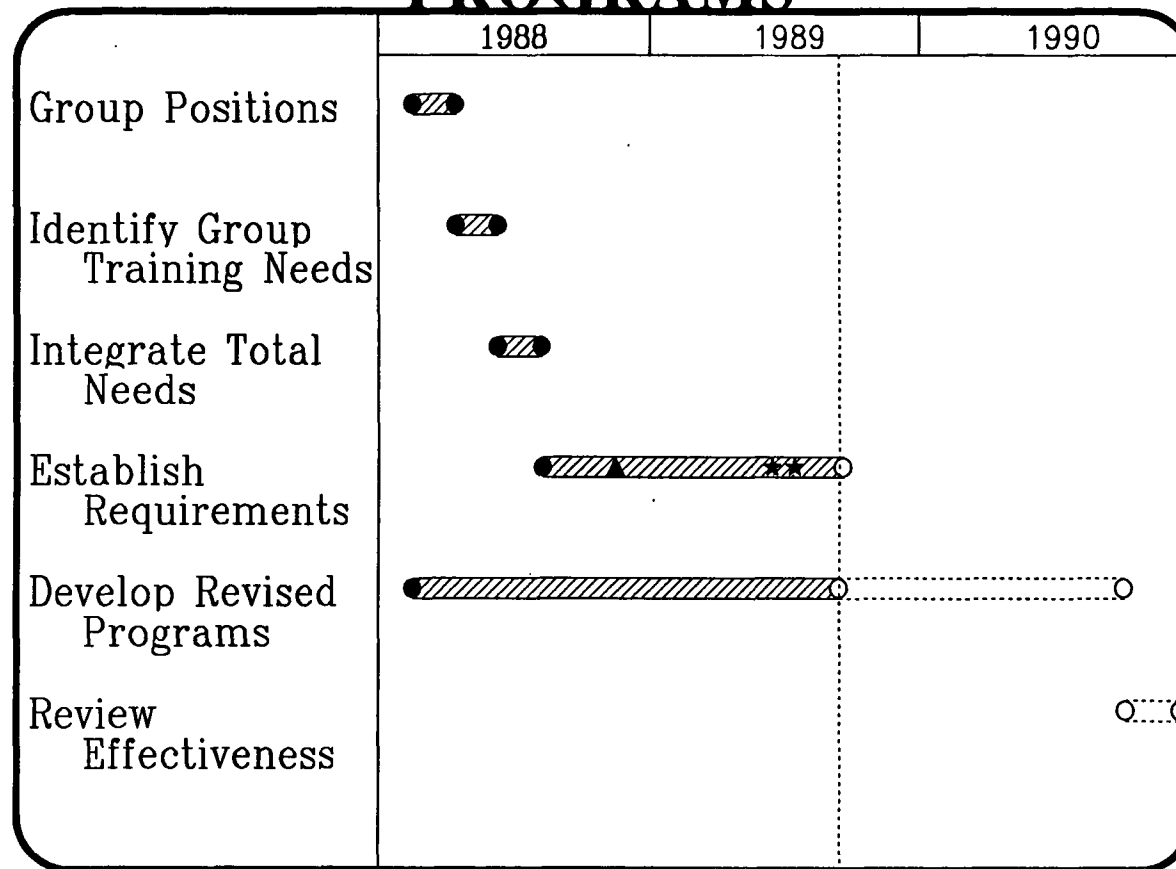 PROGRAMS
1988 1989 1990
Group Positions
Identify Group
Training Needs
Integrate Total
Needs
Establish
Requirements
Develop Revised
Programs
Review
Effectiveness